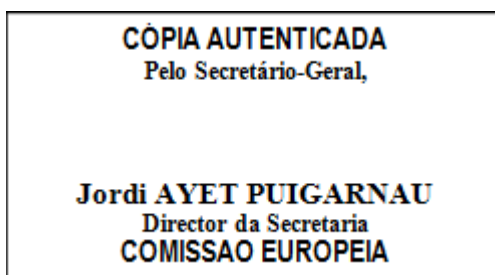 CÓPIA AUTENTICADA
Pelo Secretário-Geral,
Jordi AYET PUIGARNAU
Director da Secretaria
COMISSAO EUROPEIA